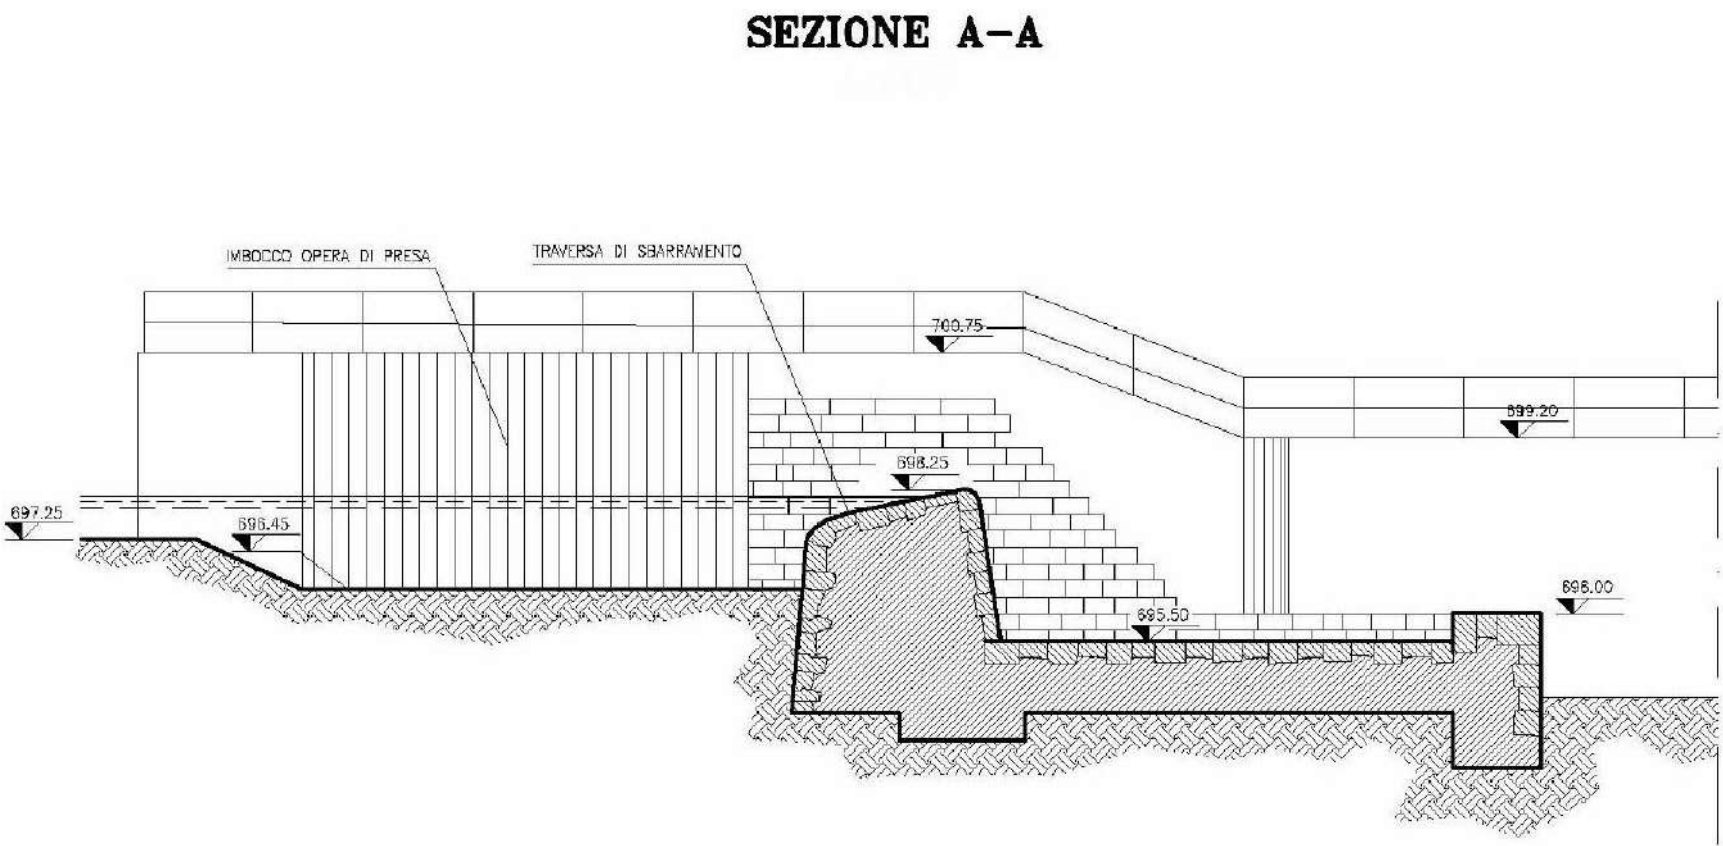 SEZIONE A-A
IMBOCCO OPERA DI PRESA
TRAVERSA DI SBARRAMENTO
700.75
699.20
698.25
697.25
696.45
696.00
695.50